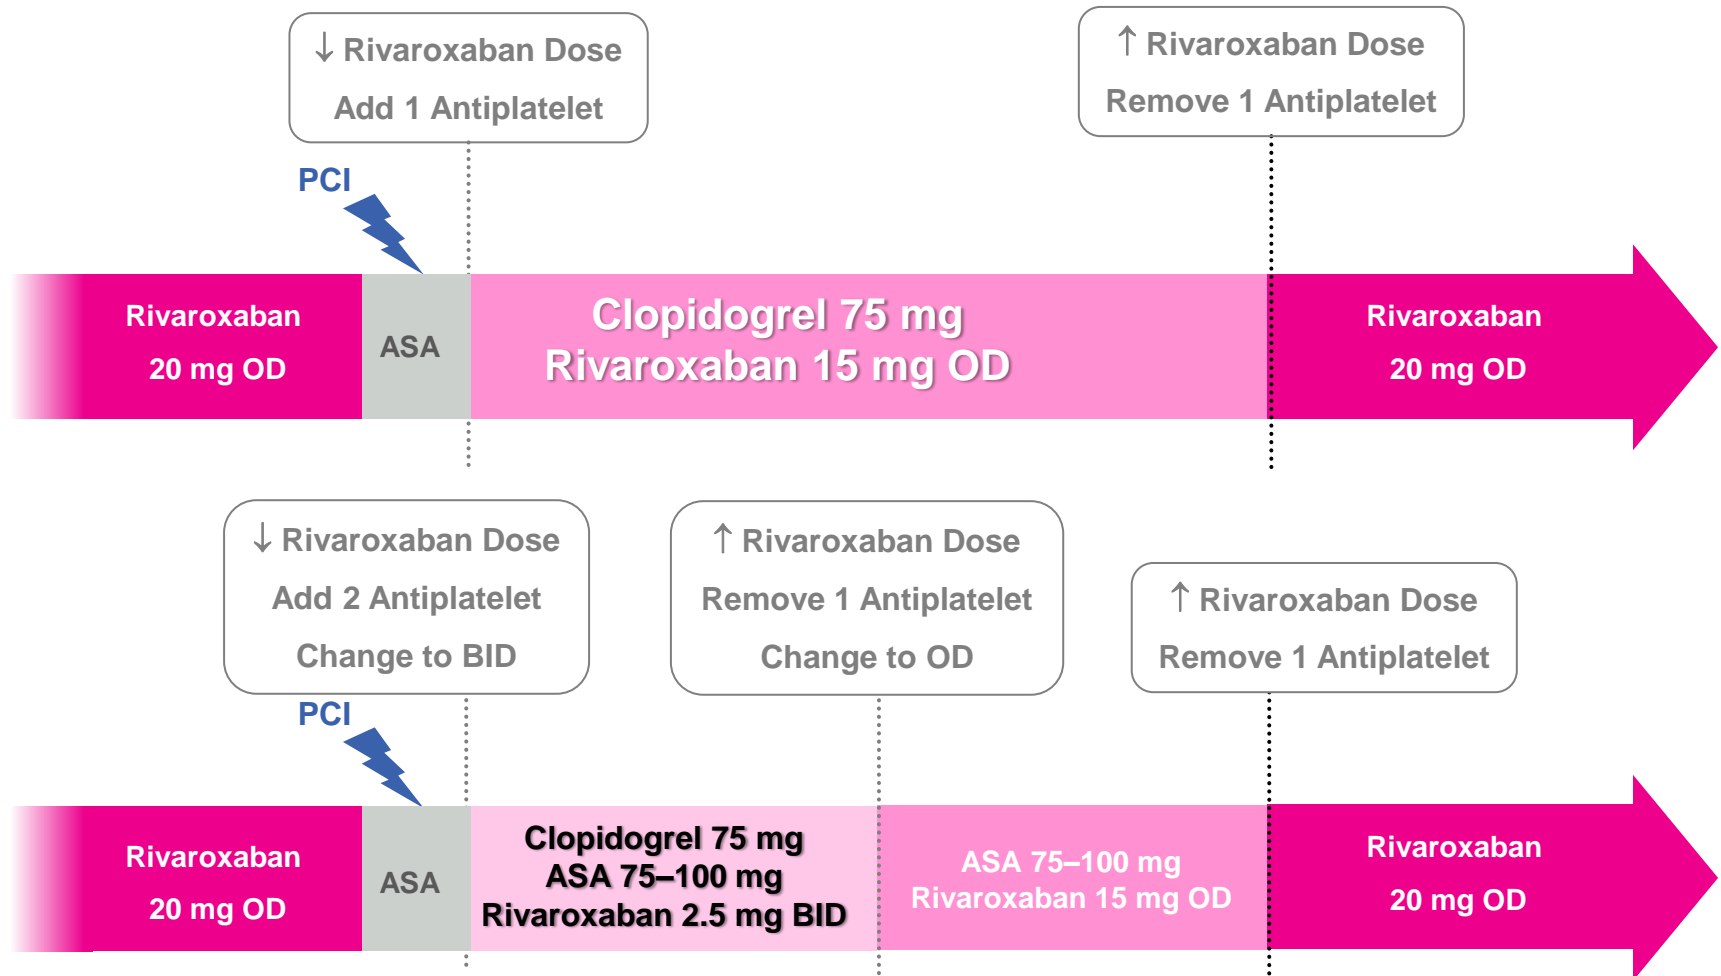 ↓ Rivaroxaban Dose
Add 1 Antiplatelet
↑ Rivaroxaban Dose
Remove 1 Antiplatelet
PCI
Rivaroxaban
20 mg OD
ASA
Clopidogrel 75 mg
Rivaroxaban 15 mg OD
Rivaroxaban
20 mg OD
↓ Rivaroxaban Dose
Add 2 Antiplatelet
Change to BID
↑ Rivaroxaban Dose
Remove 1 Antiplatelet
Change to OD
↑ Rivaroxaban Dose
Remove 1 Antiplatelet
PCI
Rivaroxaban
20 mg OD
ASA
Clopidogrel 75 mg
ASA 75–100 mg
Rivaroxaban 2.5 mg BID
ASA 75–100 mg
Rivaroxaban 15 mg OD
Rivaroxaban
20 mg OD